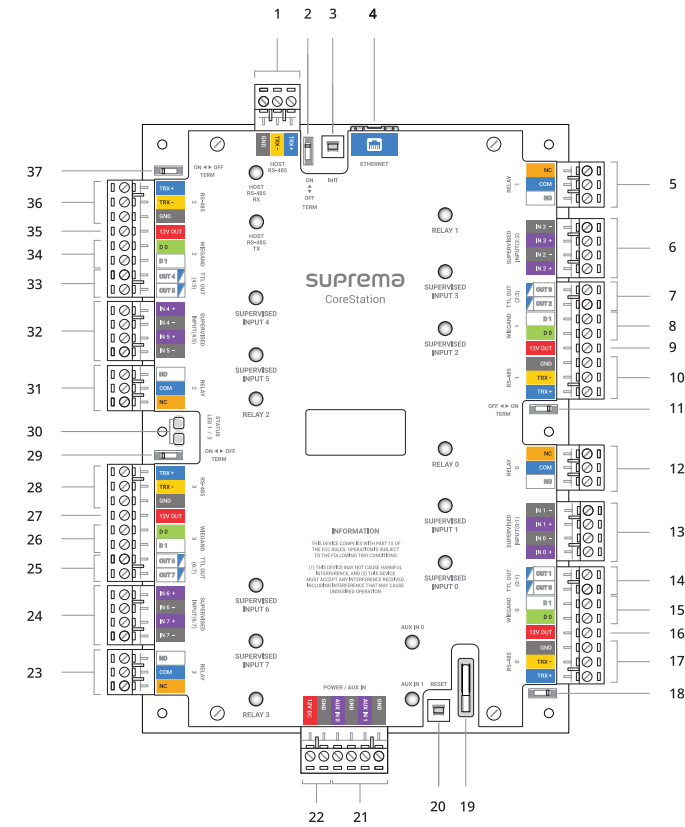 1 2 3 4
GND
TRX -
TRX +
HOST
RS-485
ON
OFF
TERM
INIT
ETHERNET
37
ON ◄► OFF
TERM
36
TRX +
TRX -
GND
RS-485
2
35
12V OUT
34
D 0
D 1
WIEGAND
2
33
OUT 4
OUT 5
TTL OUT
(4:5)
32
IN 4 +
IN 4 -
IN 5 +
IN 5 -
SUPERVISED
INPUT(4:5)
31
NO
COM
NC
RELAY
2
30
STATUS
LED 1 / 2
29
ON ◄► OFF
TERM
28
TRX +
TRX -
GND
RS-485
3
27
12V OUT
26
D 0
D 1
WIEGAND
3
25
OUT 6
OUT 7
TTL OUT
(6:7)
24
IN 6 +
IN 6 -
IN 7 +
IN 7 -
SUPERVISED
INPUT(6:7)
23
NO
COM
NC
RELAY
3
HOST
RS-485
RX
HOST
RS-485
TX
RELAY 1
suprema
CoreStation
SUPERVISED
INPUT 3
SUPERVISED
INPUT 4
SUPERVISED
INPUT 2
SUPERVISED
INPUT 5
RELAY 2
RELAY 0
SUPERVISED
INPUT 1
INFORMATION
THIS DEVICE COMPLIES WITH PART 15 OF
THE FCC RULES. OPERATION IS SUBJECT
TO THE FOLLOWING TWO CONDITIONS.
(1) THIS DEVICE MAY NOT CAUSE HARMFUL
INTERFERENCE, AND (2) THIS DEVICE
MUST ACCEPT ANY INTERFERENCE RECEIVED,
INCLUDING INTERFERENCE THAT MAY CAUSE
UNDESIRED OPERATION.
SUPERVISED
INPUT 0
SUPERVISED
INPUT 6
AUX IN 0
SUPERVISED
INPUT 7
AUX IN 1
RESET
RELAY 3
POWER / AUX IN
12V DC
GND
AUX IN 0
GND
AUX IN 1
GND
RELAY
1
NC
COM
NO
5
SUPERVISED
INPUT(2:3)
IN 3 -
IN 3 +
IN 2 -
IN 2 +
6
TTL OUT
(2:3)
OUT 3
OUT 2
7
WIEGAND
1
D 1
D 0
8
12V OUT
9
RS-485
1
GND
TRX -
TRX +
10
OFF ◄► ON
TERM
11
RELAY
0
NC
COM
NO
12
SUPERVISED
INPUT(0:1)
IN 1 -
IN 1 +
IN 0 -
IN 0 +
13
TTL OUT
(0:1)
OUT 1
OUT 0
14
WIEGAND
0
D 1
D 0
15
12V OUT
16
RS-485
0
GND
TRX -
TRX +
17
18
22 21 20 19